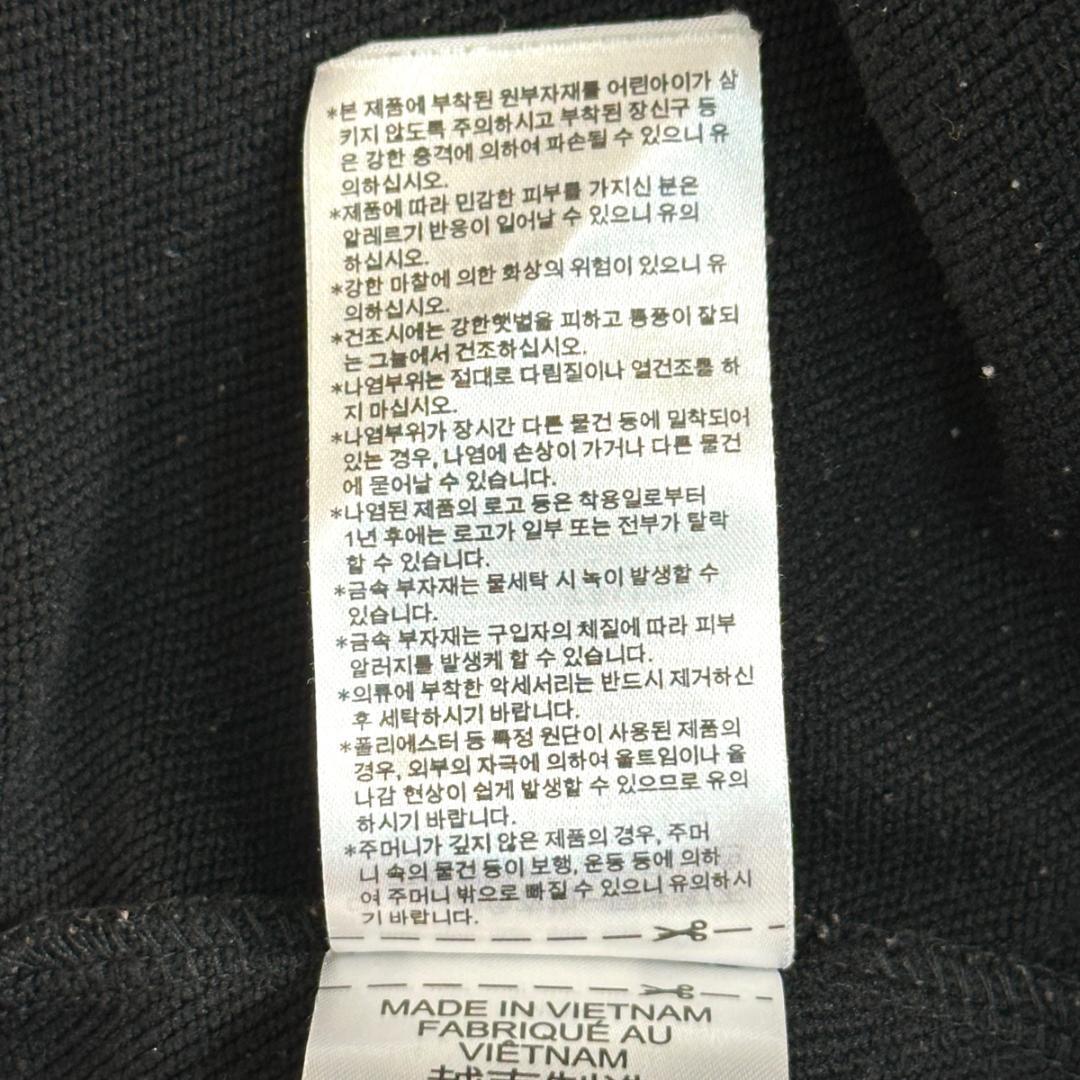 *본 제품에 부착된 원부자재를 어린아이가 삼
키지 않도록 주의하시고 부착된 장신구 등
은 강한 충격에 의하여 파손될 수 있으니 유
의하십시오.
*제품에 따라 민감한 피부를 가지신 분은
알레르기 반응이 일어날 수 있으니 유의
하십시오.
*강한 마찰에 의한 화상의 위험이 있으니 유
의하십시오.
*건조시에는 강한햇볕을 피하고 통풍이 잘되
는 그늘에서 건조하십시오.
*나염부위는 절대로 다림질이나 열건조를 하
지 마십시오.
*나염부위가 장시간 다른 물건 등에 밀착되어
있는 경우, 나염에 손상이 가거나 다른 물건
에 묻어날 수 있습니다.
*나염된 제품의 로고 등은 착용일로부터
1년 후에는 로고가 일부 또는 전부가 탈락
할 수 있습니다.
*금속 부자재는 물세탁 시 녹이 발생할 수
있습니다.
*금속 부자재는 구입자의 체질에 따라 피부
알러지를 발생케 할 수 있습니다.
*의류에 부착한 악세서리는 반드시 제거하신
후 세탁하시기 바랍니다.
*폴리에스터 등 특정 원단이 사용된 제품의
경우, 외부의 자극에 의하여 올트임이나 올
나감 현상이 쉽게 발생할 수 있으므로 유의
하시기 바랍니다.
*주머니가 깊지 않은 제품의 경우, 주머
니 속의 물건 등이 보행, 운동 등에 의하
여 주머니 밖으로 빠질 수 있으니 유의하시
기 바랍니다.
MADE IN VIETNAM
FABRIQUÉ AU
VIÊTNAM
越南制造